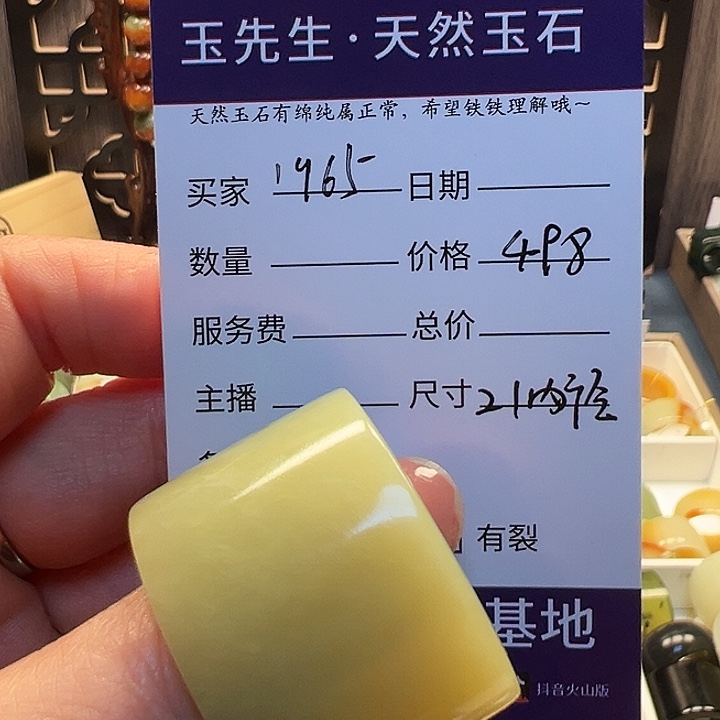 玉先生·天然玉石
天然玉石有绵纯属正常，希望铁铁理解哦～
买家 1965 日期
数量 价格 498
服务费 总价
主播 尺寸 21内径
有裂
基地
抖音火山版